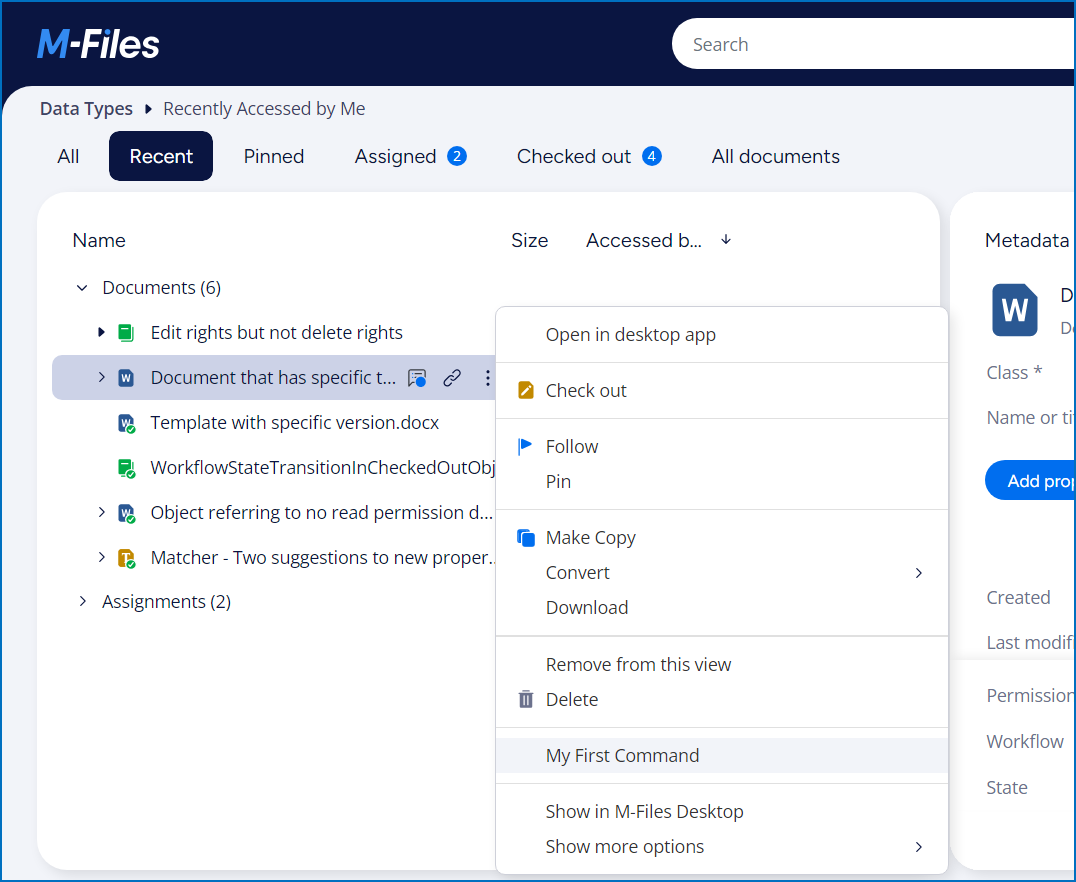 M-Files
Search
Data Types Recently Accessed by Me
All Recent Pinned Assigned 2 Checked out 4 All documents
Name Size Accessed b...
Documents (6)
Edit rights but not delete rights
Document that has specific t...
Template with specific version.docx
WorkflowStateTransitionInCheckedOutObj
Object referring to no read permission d...
Matcher - Two suggestions to new proper..
Assignments (2)
Open in desktop app
Check out
Follow
Pin
Make Copy
Convert
Download
Remove from this view
Delete
My First Command
Show in M-Files Desktop
Show more options
Metadata
W
Class *
Name or ti
Add prop
Created
Last modifi
Permission
Workflow
State